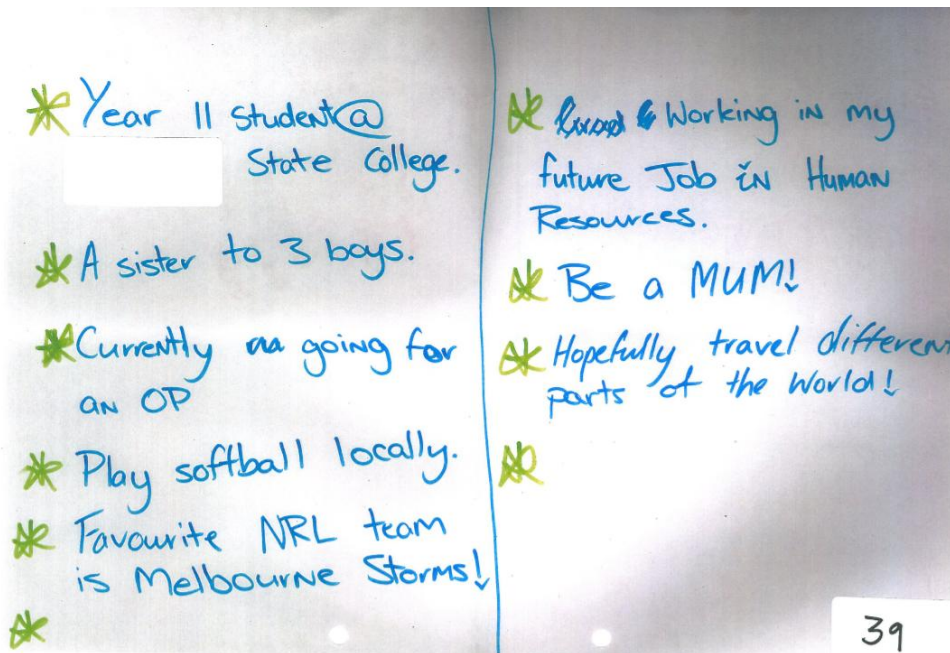 Year 11 student @
State College.
A sister to 3 boys.
Currently going for
an OP
Play softball locally.
Favourite NRL team
is Melbourne Storms!
Working in my
future Job in Human
Resources.
Be a MUM!
Hopefully travel different
parts of the world!
39